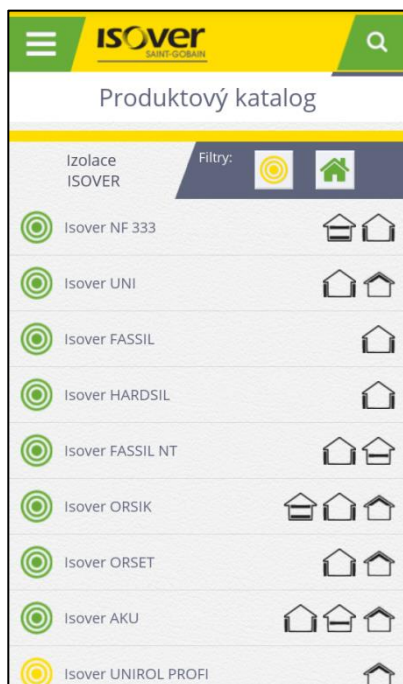 isover
SAINT-GOBAIN
Produktový katalog
Izolace
ISOVER
Filtry:
Isover NF 333
Isover UNI
Isover FASSIL
Isover HARDSIL
Isover FASSIL NT
Isover ORSIK
Isover ORSET
Isover AKU
Isover UNIROL PROFI